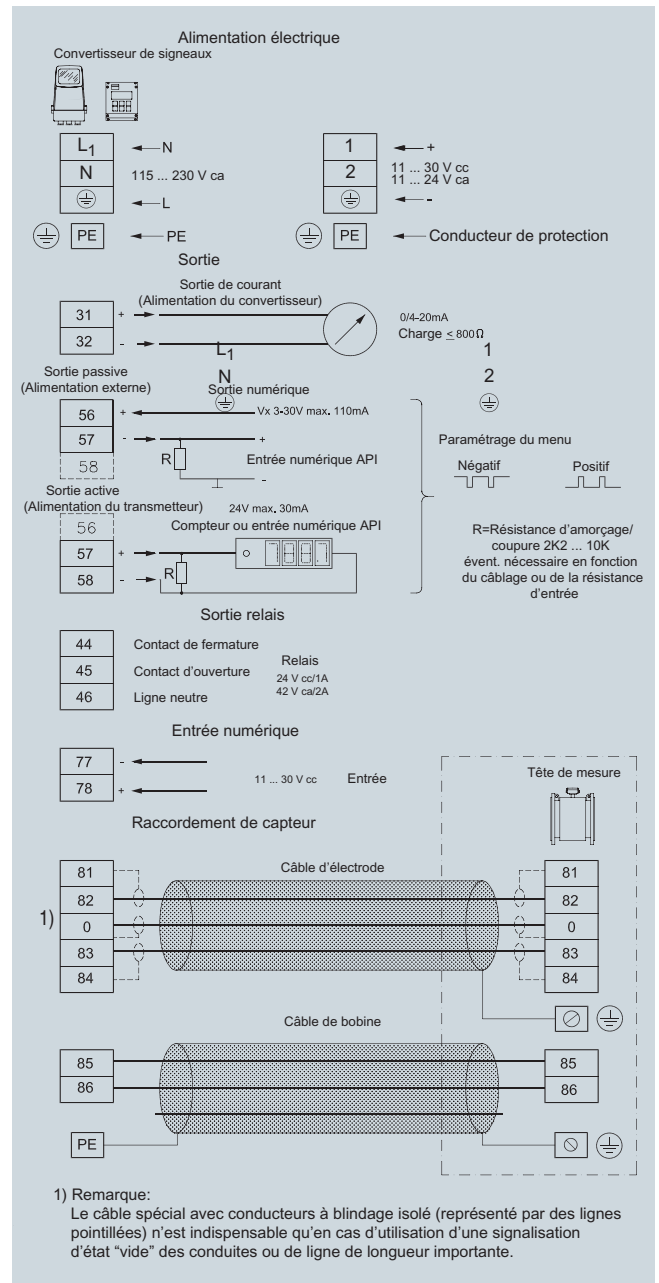 Alimentation électrique
Convertisseur de signeaux
L1
N
N
115 ... 230 V ca
L
PE
PE
1
+
2
11 ... 30 V cc
11 ... 24 V ca
-
PE
Conducteur de protection
Sortie
Sortie de courant
(Alimentation du convertisseur)
31
+
32
-
0/4-20mA
Charge ≤ 800 Ω
L1
N
1
2
Sortie passive
(Alimentation externe)
Sortie numérique
56
+
Vx 3-30V max. 110mA
57
-
+
58
R
Entrée numérique API
-
Paramétrage du menu
Négatif
Positif
Sortie active
(Alimentation du transmetteur)
24V max. 30mA
Compteur ou entrée numérique API
56
57
+
58
-
R
R=Résistance d'amorçage/
coupure 2K2 ... 10K
évent. nécessaire en fonction
du câblage ou de la résistance
d'entrée
Sortie relais
44
Contact de fermature
45
Contact d'ouverture
46
Ligne neutre
Relais
24 V cc/1A
42 V ca/2A
Entrée numérique
77
-
78
+
11 ... 30 V cc
Entrée
Tête de mesure
Raccordement de capteur
Câble d'électrode
1)
81
82
0
83
84
81
82
0
83
84
Câble de bobine
85
86
PE
85
86
1) Remarque:
Le câble spécial avec conducteurs à blindage isolé (représenté par des lignes
pointillées) n'est indispensable qu'en cas d'utilisation d'une signalisation
d'état "vide" des conduites ou de ligne de longueur importante.